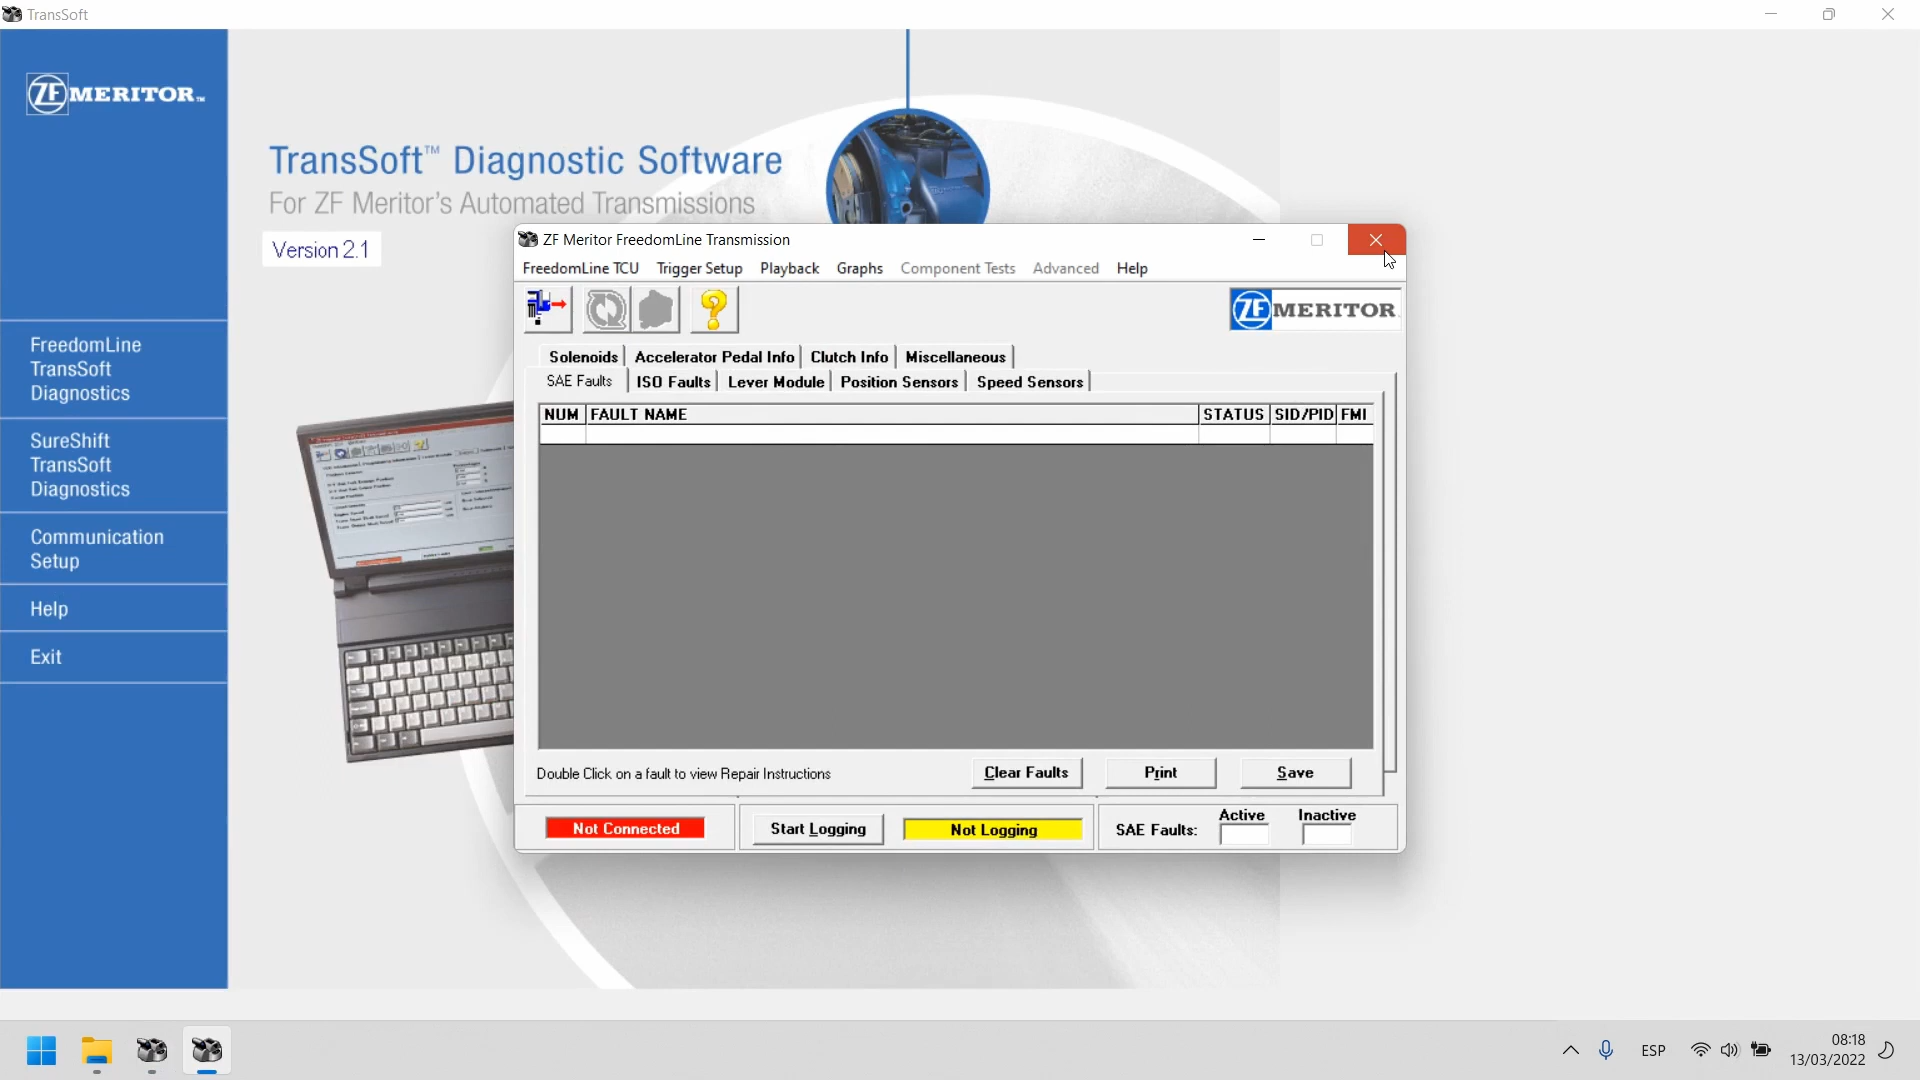 TransSoft
ZF MERITOR™
TransSoft™ Diagnostic Software
For ZF Meritor's Automated Transmissions
Version 2.1
FreedomLine
TransSoft
Diagnostics
SureShift
TransSoft
Diagnostics
Communication
Setup
Help
Exit
ZF Meritor FreedomLine Transmission
FreedomLine TCU Trigger Setup Playback Graphs Component Tests Advanced Help
ZF MERITOR
Solenoids Accelerator Pedal Info Clutch Info Miscellaneous
SAE Faults ISO Faults Lever Module Position Sensors Speed Sensors
NUM FAULT NAME STATUS SID/PID FMI
Double Click on a fault to view Repair Instructions
Clear Faults Print Save
Not Connected Start Logging Not Logging SAE Faults: Active Inactive
ESP
08:18
13/03/2022